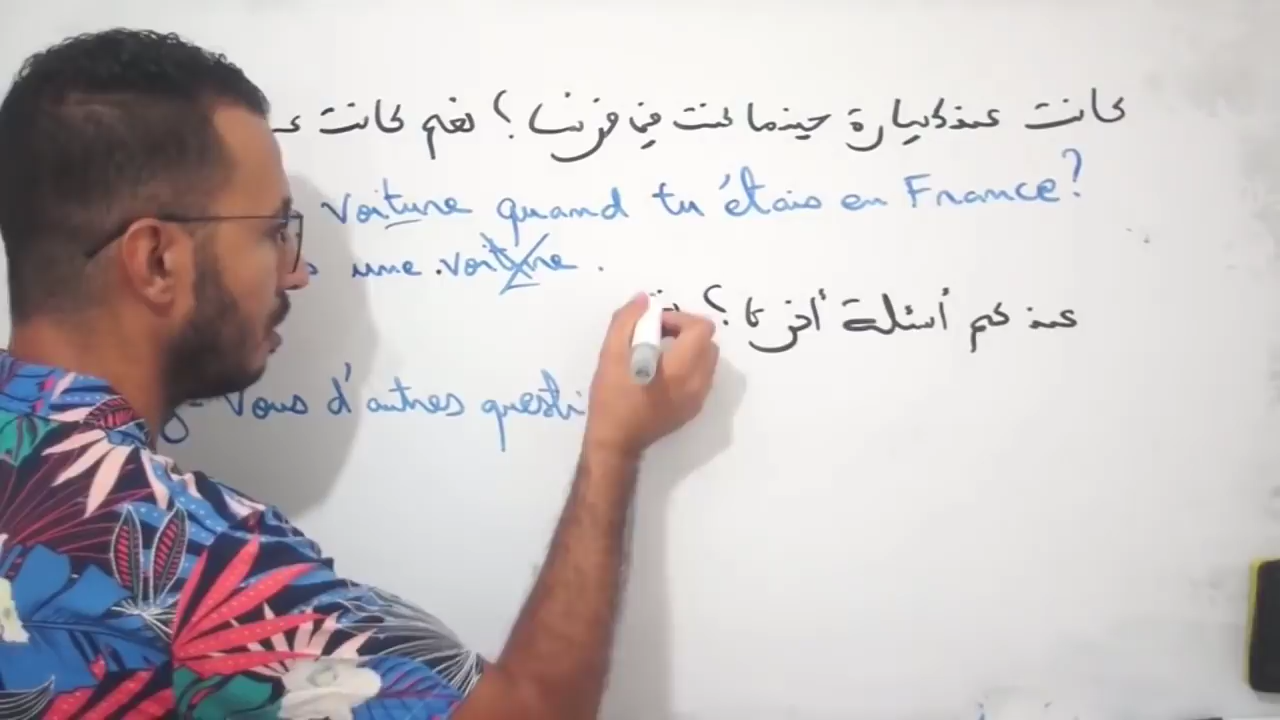 كانت عندك سيارة حينما كنت في فرنسا؟ نعم كانت
voiture quand tu étais en France?
une voiture.
عندكم أسئلة أخرى؟
vous d'autres questi